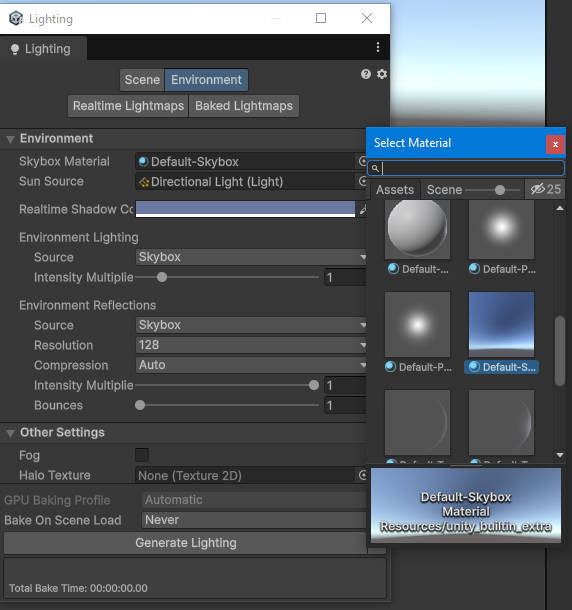 Lighting
Lighting
Scene Environment
Realtime Lightmaps Baked Lightmaps
Environment
Skybox Material Default-Skybox
Sun Source Directional Light (Light)
Realtime Shadow Co
Environment Lighting
Source Skybox
Intensity Multiplie 1
Environment Reflections
Source Skybox
Resolution 128
Compression Auto
Intensity Multiplie 1
Bounces 1
Other Settings
Fog
Halo Texture None (Texture 2D)
GPU Baking Profile Automatic
Bake On Scene Load Never
Generate Lighting
Total Bake Time: 00:00:00.00
Select Material
Assets Scene 25
Default-... Default-P...
Default-P... Default-S...
Default-Skybox
Material
Resources/unity_builtin_extra